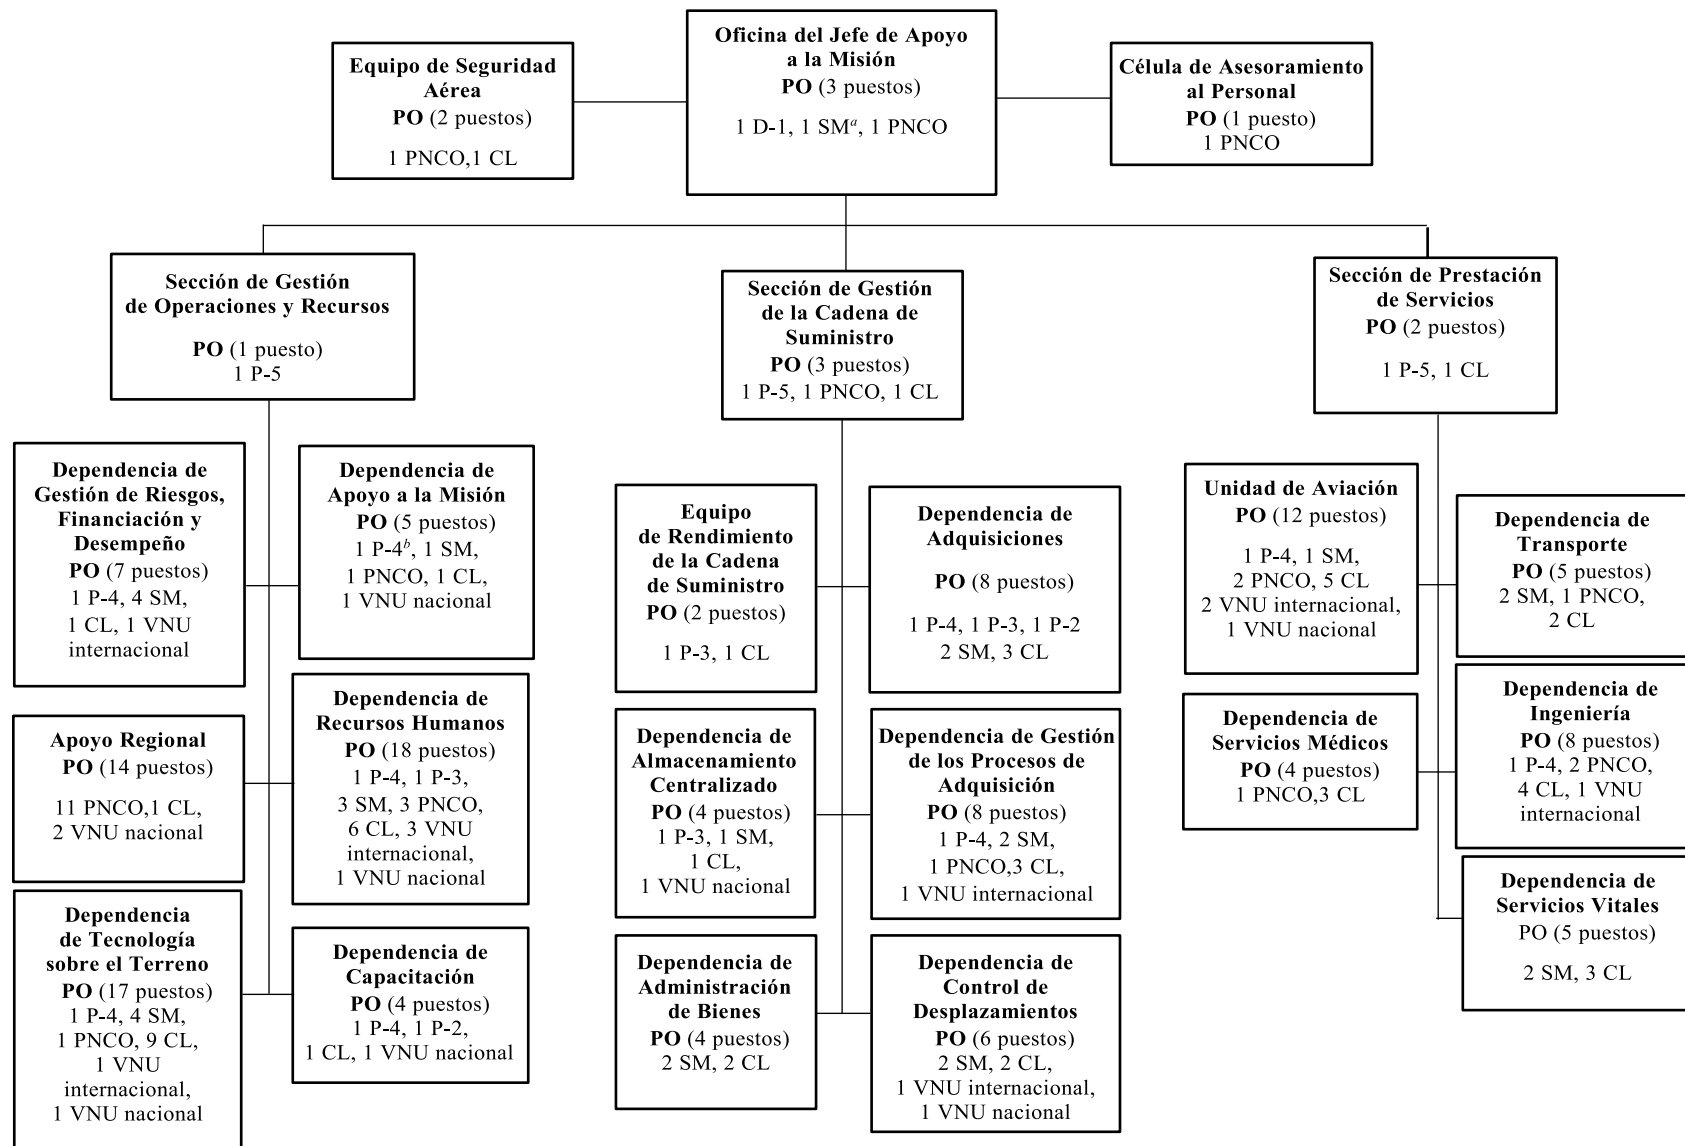 Oficina del Jefe de Apoyo
a la Misión
PO (3 puestos)
1 D-1, 1 SMª, 1 PNCO
Equipo de Seguridad
Aérea
PO (2 puestos)
1 PNCO,1 CL
Célula de Asesoramiento
al Personal
PO (1 puesto)
1 PNCO
Sección de Gestión
de Operaciones y Recursos
PO (1 puesto)
1 P-5
Sección de Gestión
de la Cadena de
Suministro
PO (3 puestos)
1 P-5, 1 PNCO, 1 CL
Sección de Prestación
de Servicios
PO (2 puestos)
1 P-5, 1 CL
Dependencia de
Gestión de Riesgos,
Financiación y
Desempeño
PO (7 puestos)
1 P-4, 4 SM,
1 CL, 1 VNU
internacional
Dependencia de
Apoyo a la Misión
PO (5 puestos)
1 P-4ᵇ, 1 SM,
1 PNCO, 1 CL,
1 VNU nacional
Apoyo Regional
PO (14 puestos)
11 PNCO,1 CL,
2 VNU nacional
Dependencia de
Recursos Humanos
PO (18 puestos)
1 P-4, 1 P-3,
3 SM, 3 PNCO,
6 CL, 3 VNU
internacional,
1 VNU nacional
Dependencia
de Tecnología
sobre el Terreno
PO (17 puestos)
1 P-4, 4 SM,
1 PNCO, 9 CL,
1 VNU
internacional,
1 VNU nacional
Dependencia de
Capacitación
PO (4 puestos)
1 P-4, 1 P-2,
1 CL, 1 VNU nacional
Equipo
de Rendimiento
de la Cadena
de Suministro
PO (2 puestos)
1 P-3, 1 CL
Dependencia de
Adquisiciones
PO (8 puestos)
1 P-4, 1 P-3, 1 P-2
2 SM, 3 CL
Dependencia de
Almacenamiento
Centralizado
PO (4 puestos)
1 P-3, 1 SM,
1 CL,
1 VNU nacional
Dependencia de Gestión
de los Procesos de
Adquisición
PO (8 puestos)
1 P-4, 2 SM,
1 PNCO,3 CL,
1 VNU internacional
Dependencia de
Administración
de Bienes
PO (4 puestos)
2 SM, 2 CL
Dependencia de
Control de
Desplazamientos
PO (6 puestos)
2 SM, 2 CL,
1 VNU internacional,
1 VNU nacional
Unidad de Aviación
PO (12 puestos)
1 P-4, 1 SM,
2 PNCO, 5 CL
2 VNU internacional,
1 VNU nacional
Dependencia de
Transporte
PO (5 puestos)
2 SM, 1 PNCO,
2 CL
Dependencia de
Servicios Médicos
PO (4 puestos)
1 PNCO,3 CL
Dependencia de
Ingeniería
PO (8 puestos)
1 P-4, 2 PNCO,
4 CL, 1 VNU
internacional
Dependencia de
Servicios Vitales
PO (5 puestos)
2 SM, 3 CL